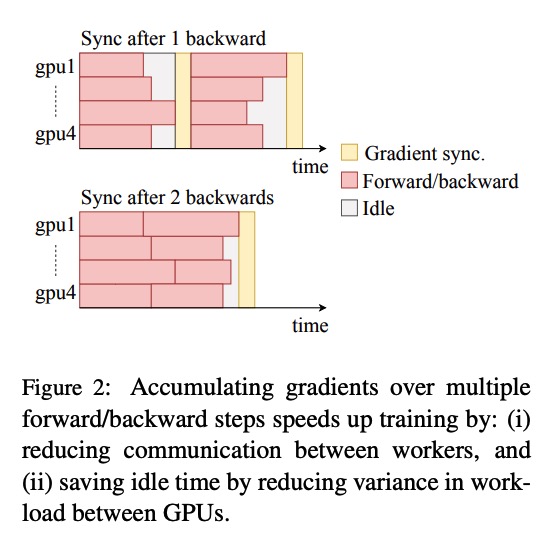 Sync after 1 backward
gpu1
gpu4
time
Gradient sync.
Forward/backward
Idle
Sync after 2 backwards
gpu1
gpu4
time
Figure 2: Accumulating gradients over multiple
forward/backward steps speeds up training by: (i)
reducing communication between workers, and
(ii) saving idle time by reducing variance in work-
load between GPUs.